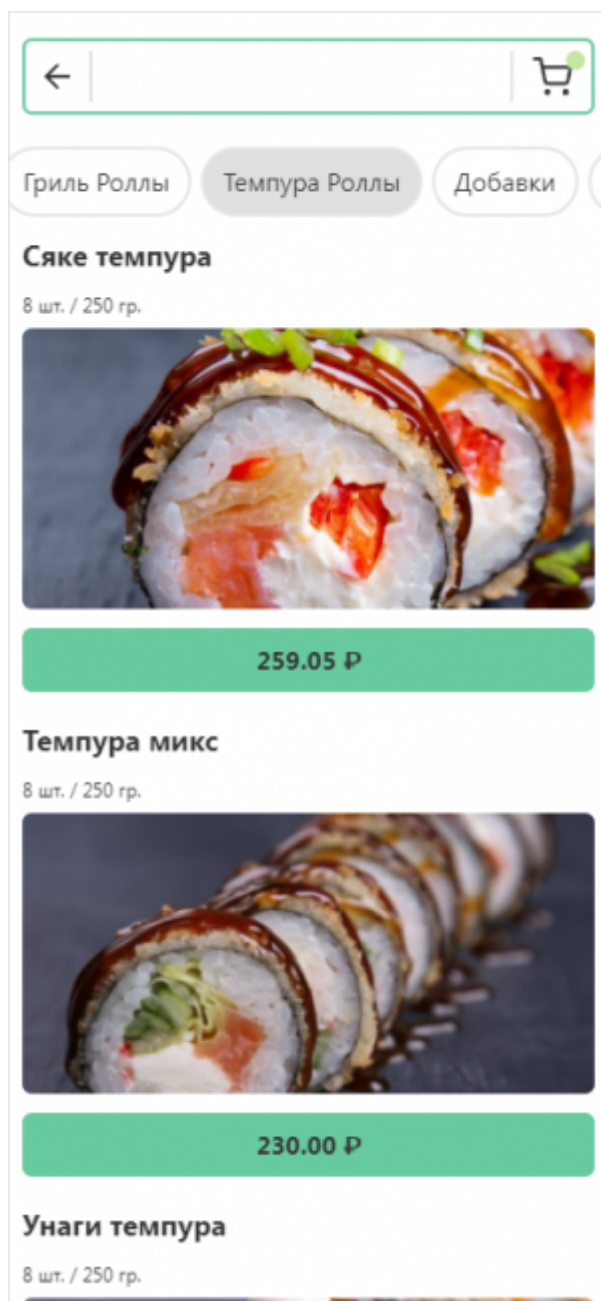 Гриль Роллы Темпура Роллы Добавки
Сяке темпура
8 шт. / 250 гр.
259.05 ₽
Темпура микс
8 шт. / 250 гр.
230.00 ₽
Унаги темпура
8 шт. / 250 гр.